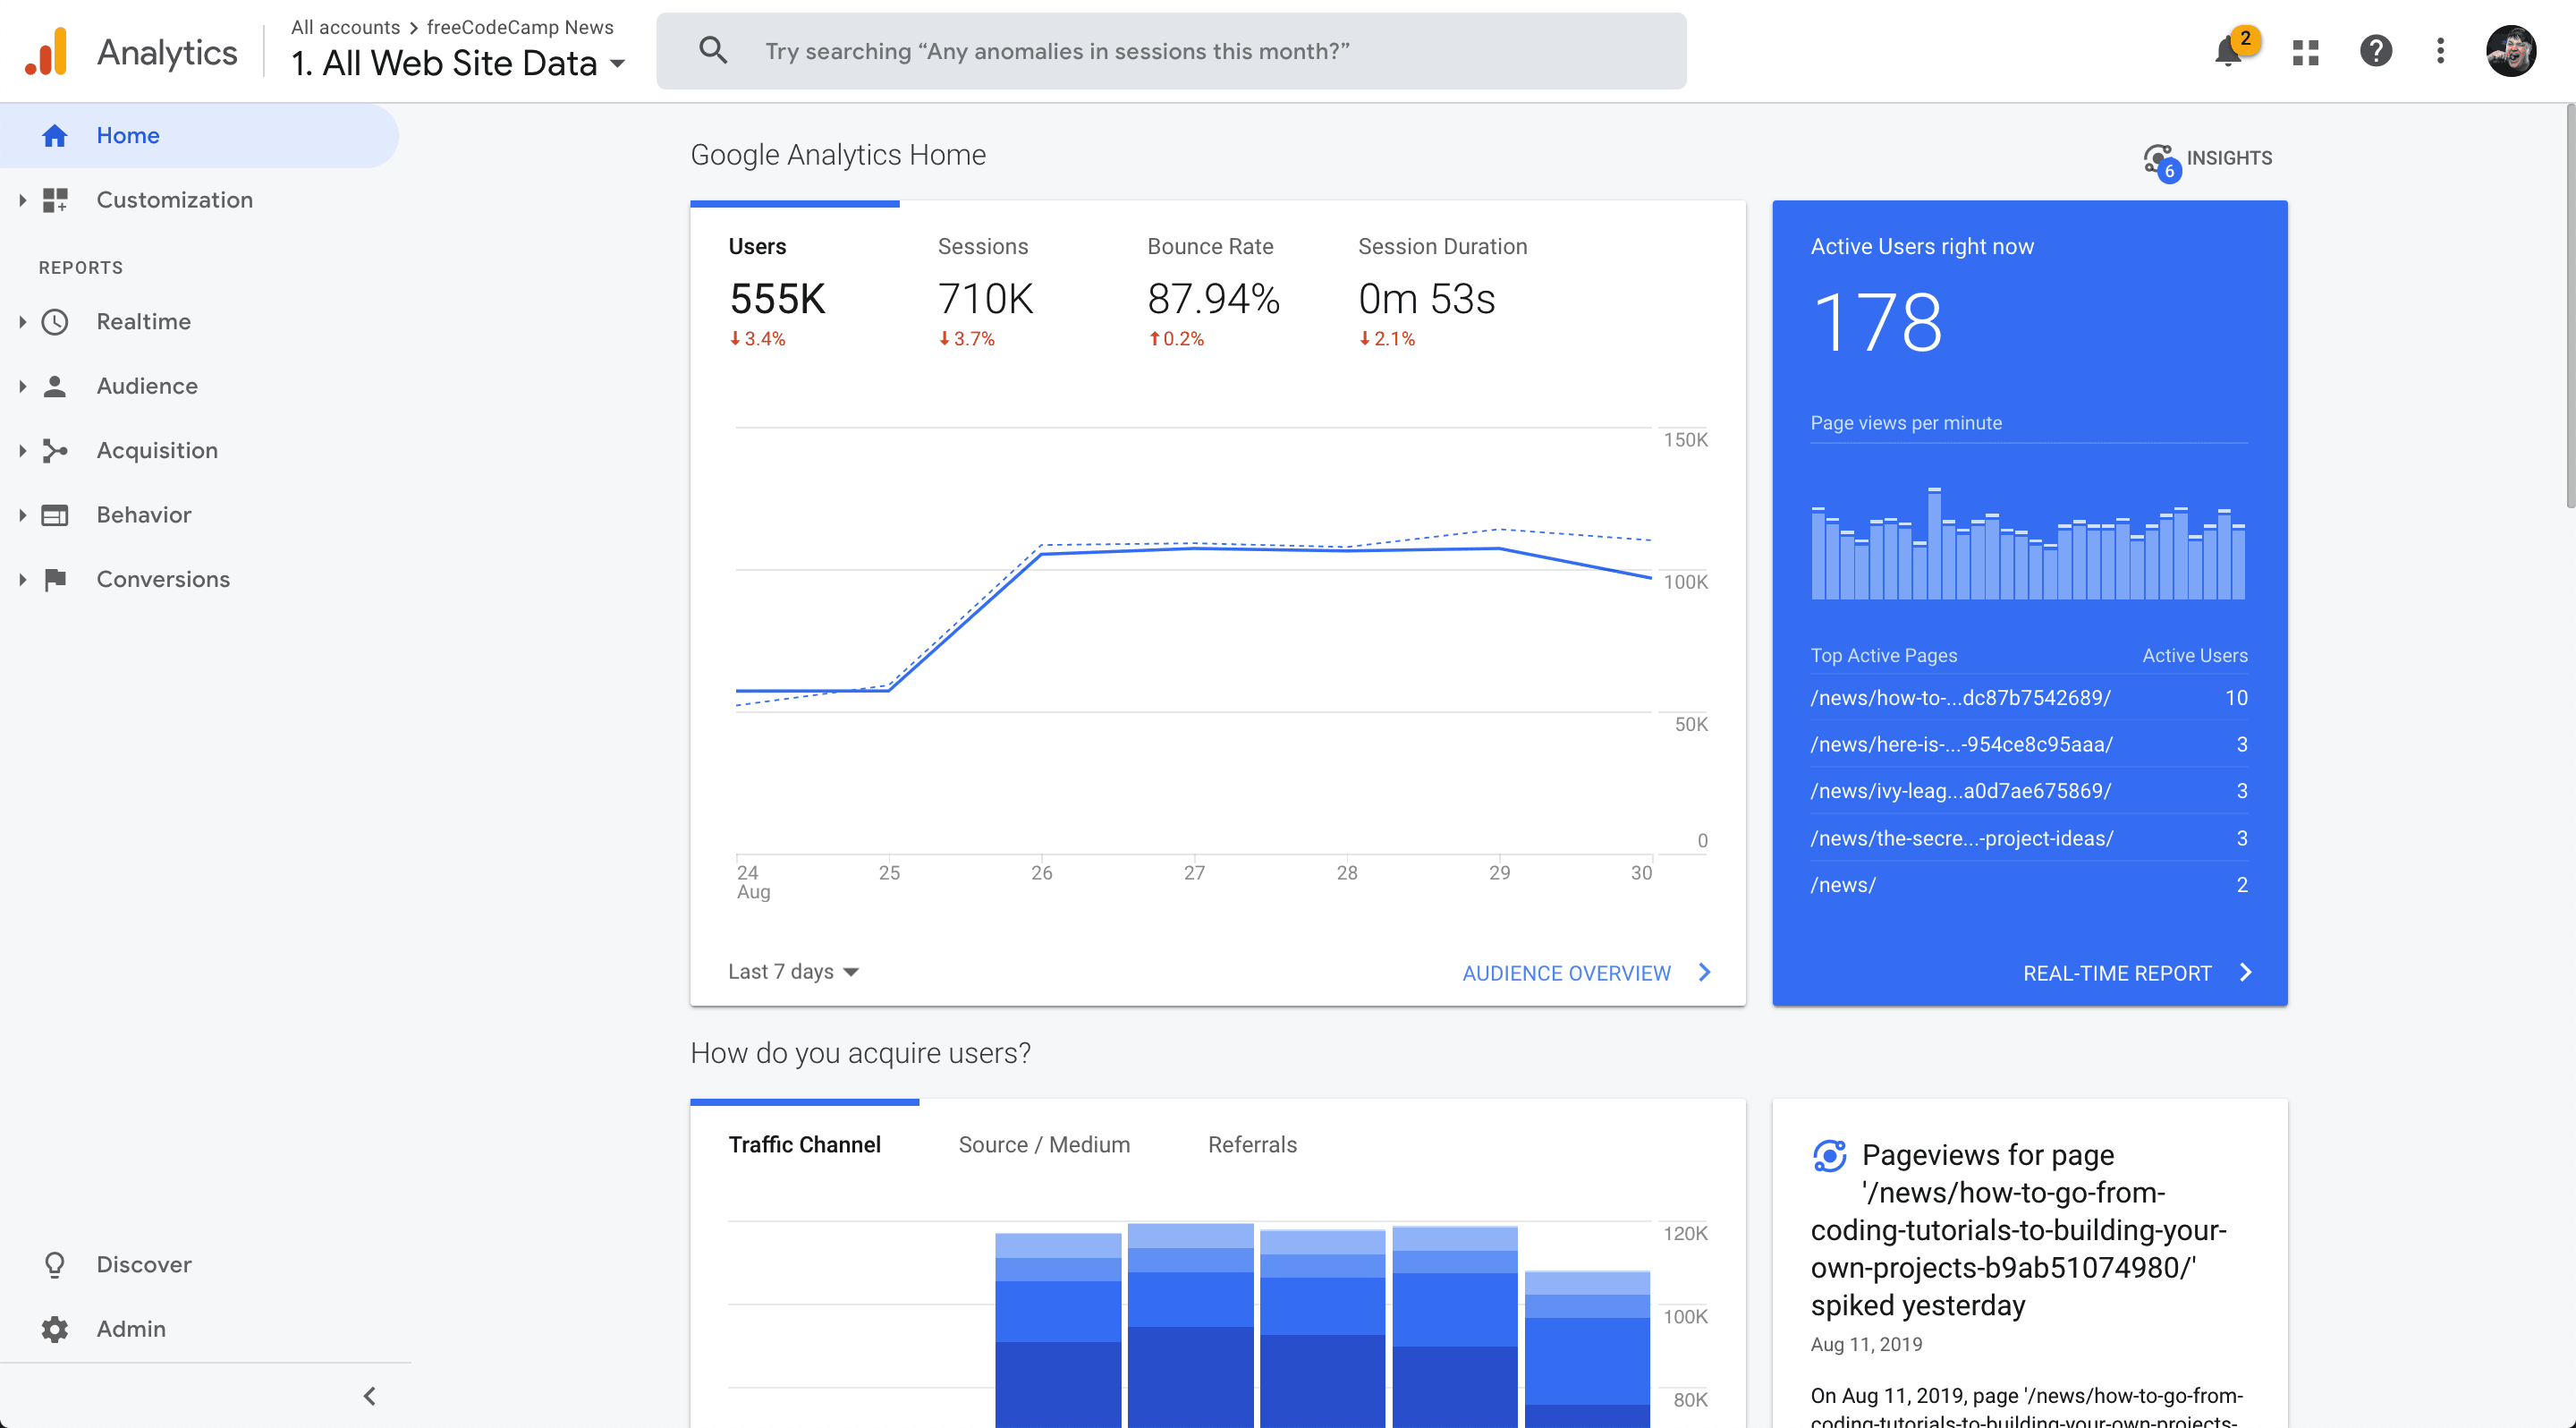 Analytics
All accounts > freeCodeCamp News
1. All Web Site Data
Try searching “Any anomalies in sessions this month?”
2
Home
Customization
REPORTS
Realtime
Audience
Acquisition
Behavior
Conversions
Discover
Admin
Google Analytics Home
6
INSIGHTS
Users
555K
3.4%
Sessions
710K
3.7%
Bounce Rate
87.94%
0.2%
Session Duration
0m 53s
2.1%
150K
100K
50K
0
24 25 26 27 28 29 30
Aug
Last 7 days
AUDIENCE OVERVIEW
Active Users right now
178
Page views per minute
Top Active Pages Active Users
/news/how-to-...dc87b7542689/ 10
/news/here-is-...-954ce8c95aaa/ 3
/news/ivy-leag...a0d7ae675869/ 3
/news/the-secre...-project-ideas/ 3
/news/ 2
REAL-TIME REPORT
How do you acquire users?
Traffic Channel Source / Medium Referrals
120K
100K
80K
Pageviews for page
'/news/how-to-go-from-
coding-tutorials-to-building-your-
own-projects-b9ab51074980/'
spiked yesterday
Aug 11, 2019
On Aug 11, 2019, page '/news/how-to-go-from-
coding-tutorials-to-building-your-own-projects-